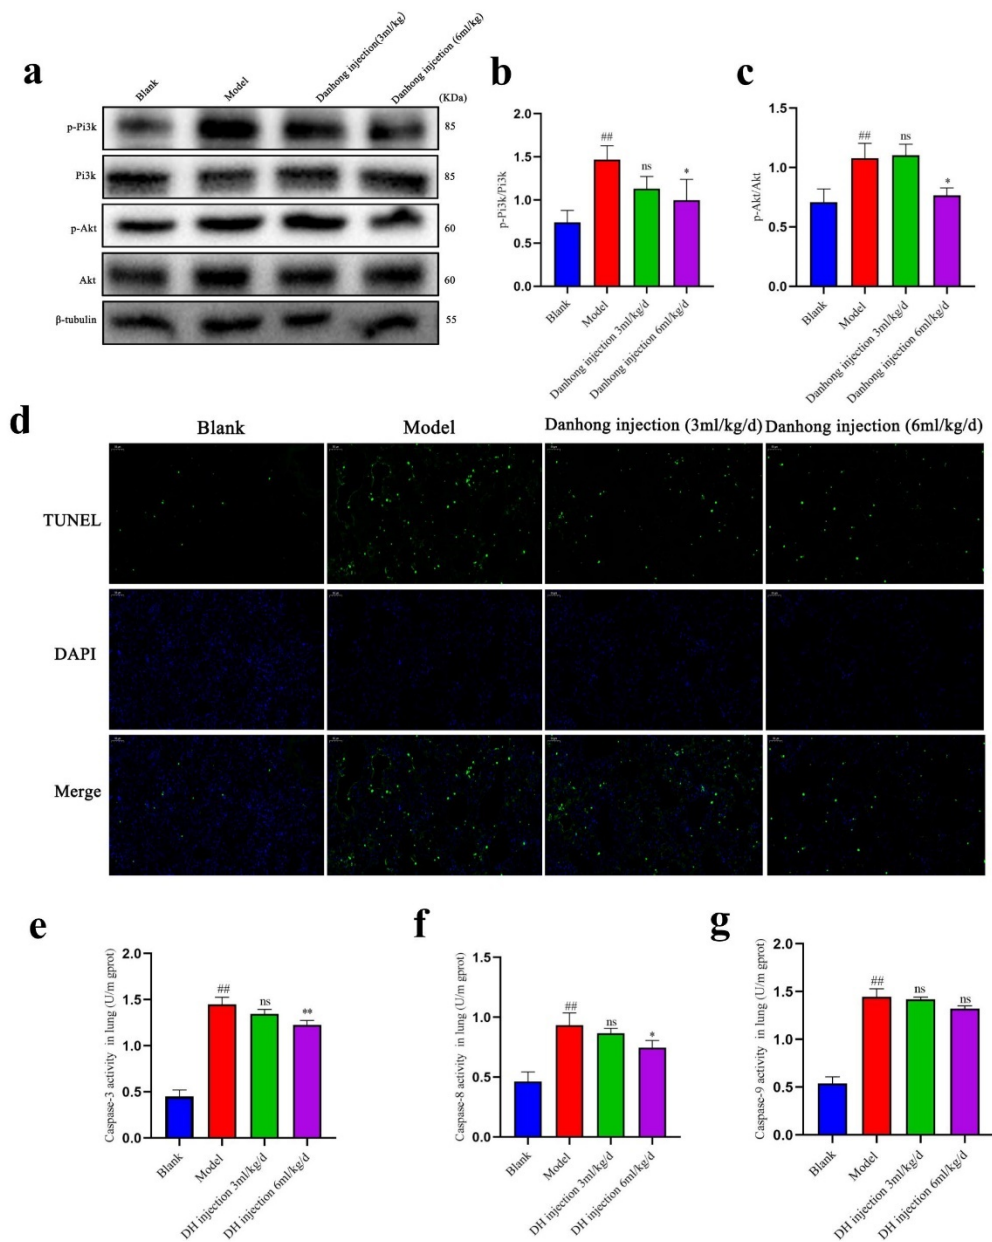 a
Blank
Model
Danhong injection(3ml/kg)
Danhong injcetion (6ml/kg)
(KDa)
p-Pi3k
85
Pi3k
85
p-Akt
60
Akt
60
β-tubulin
55
b
p-Pi3k/Pi3k
2.0
1.5
1.0
0.5
0.0
##
ns
*
Blank
Model
Danhong injection 3ml/kg/d
Danhong injection 6ml/kg/d
c
p-Akt/Akt
1.5
1.0
0.5
0.0
##
ns
*
Blank
Model
Danhong injection 3ml/kg/d
Danhong injection 6ml/kg/d
d
Blank
Model
Danhong injection (3ml/kg/d)
Danhong injection (6ml/kg/d)
TUNEL
DAPI
Merge
e
Caspase-3 activity in lung (U/m gprot)
2.0
1.5
1.0
0.5
0.0
##
ns
**
Blank
Model
DH injection 3ml/kg/d
DH injection 6ml/kg/d
f
Caspase-8 activity in lung (U/m gprot)
1.5
1.0
0.5
0.0
##
ns
*
Blank
Model
DH injection 3ml/kg/d
DH injection 6ml/kg/d
g
Caspase-9 activity in lung (U/m gprot)
2.0
1.5
1.0
0.5
0.0
##
ns
ns
Blank
Model
DH injection 3ml/kg/d
DH injection 6ml/kg/d